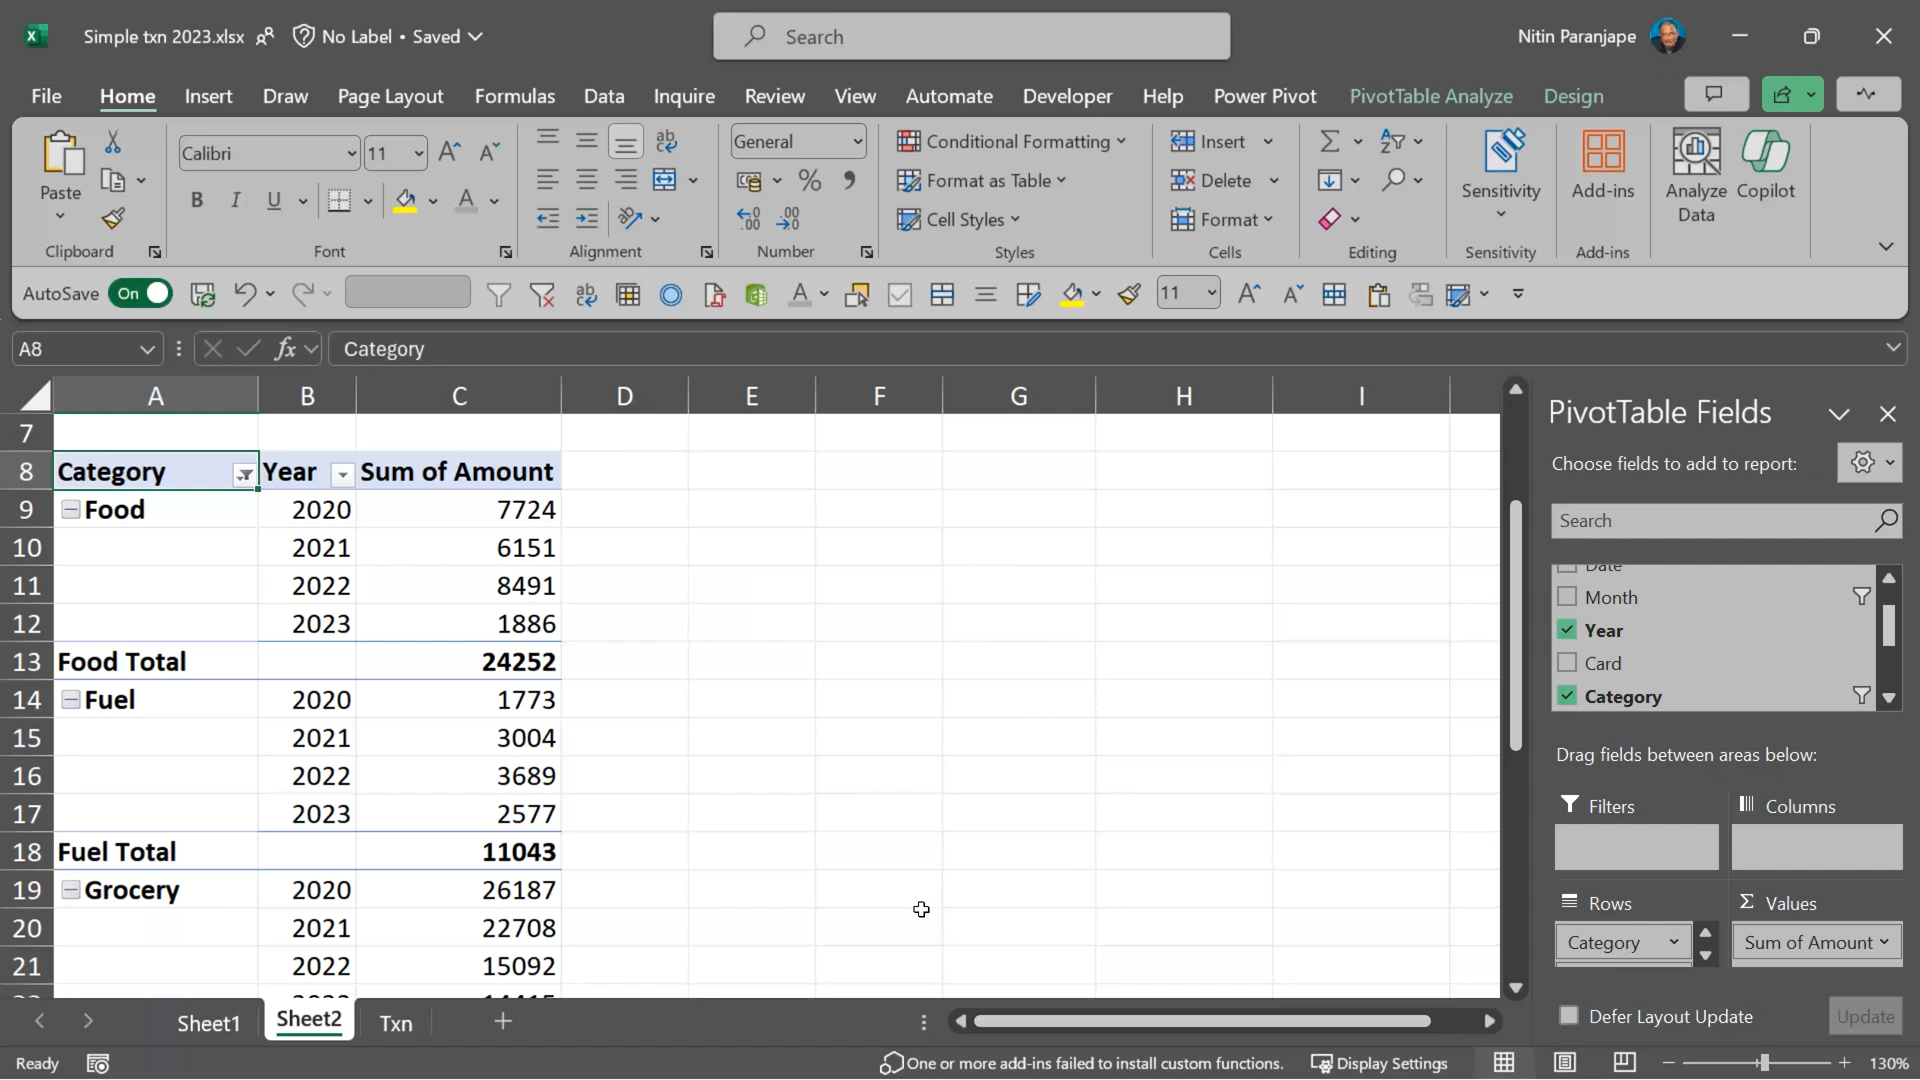 Simple txn 2023.xlsx No Label • Saved Search Nitin Paranjape
File Home Insert Draw Page Layout Formulas Data Inquire Review View Automate Developer Help Power Pivot PivotTable Analyze Design
Paste
Clipboard
Calibri 11
B I U
Font
ab
Alignment
General
% 
Number
Conditional Formatting
Format as Table
Cell Styles
Styles
Insert
Delete
Format
Cells
Editing
Sensitivity
Sensitivity
Add-ins
Add-ins
Analyze Data
Copilot
AutoSave On 11
A8 fx Category
A B C D E F G H I
7
8 Category Year Sum of Amount
9 Food 2020 7724
10 2021 6151
11 2022 8491
12 2023 1886
13 Food Total 24252
14 Fuel 2020 1773
15 2021 3004
16 2022 3689
17 2023 2577
18 Fuel Total 11043
19 Grocery 2020 26187
20 2021 22708
21 2022 15092
PivotTable Fields
Choose fields to add to report:
Search
Date
Month
Year
Card
Category
Drag fields between areas below:
Filters Columns
Rows Σ Values
Category Sum of Amount
Defer Layout Update Update
Sheet1 Sheet2 Txn
Ready One or more add-ins failed to install custom functions. Display Settings 130%